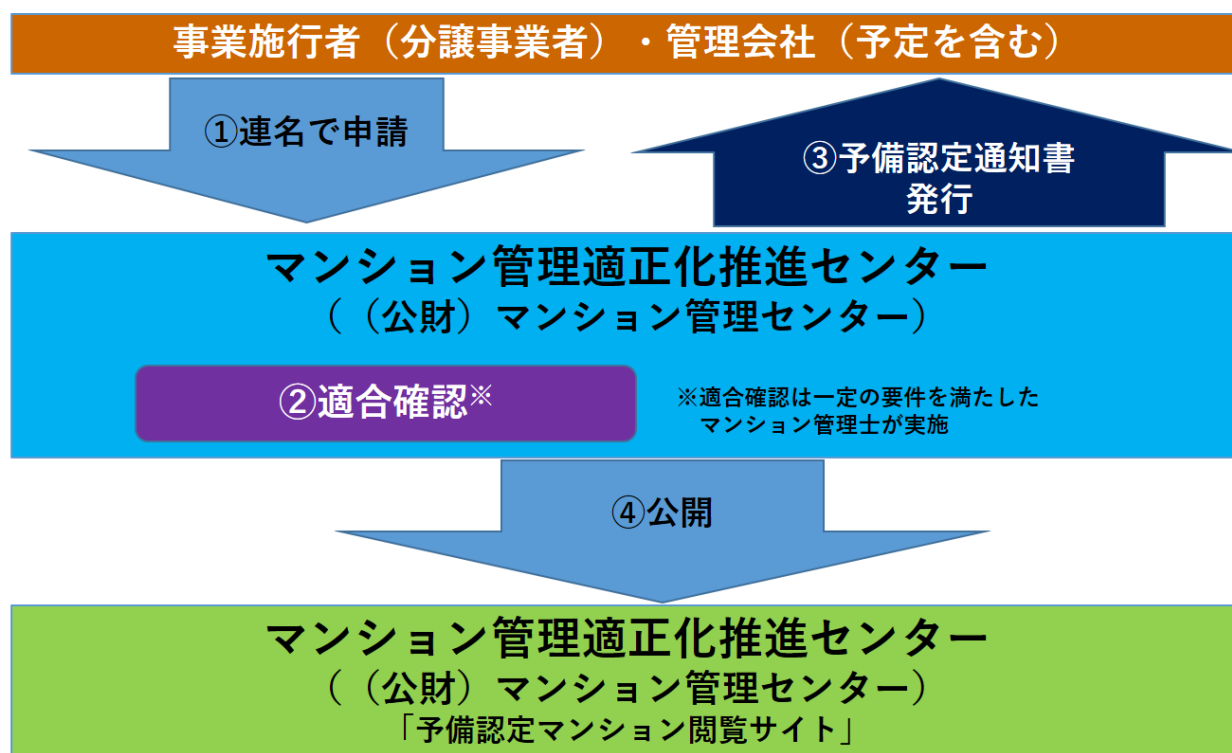 事業施行者（分譲事業者）・管理会社（予定を含む）
①連名で申請
③予備認定通知書
発行
マンション管理適正化推進センター
（（公財）マンション管理センター）
②適合確認※
※適合確認は一定の要件を満たした
マンション管理士が実施
④公開
マンション管理適正化推進センター
（（公財）マンション管理センター）
「予備認定マンション閲覧サイト」